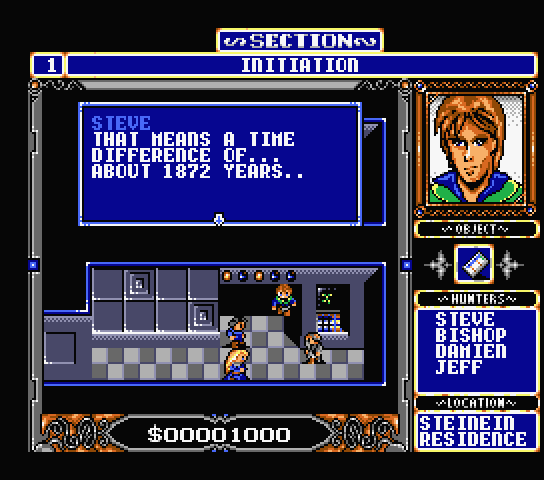 SECTION
1 INITIATION
STEVE
THAT MEANS A TIME
DIFFERENCE OF...
ABOUT 1872 YEARS..
OBJECT
HUNTERS
STEVE
BISHOP
DAMIEN
JEFF
LOCATION
STEINEIN
RESIDENCE
$00001000